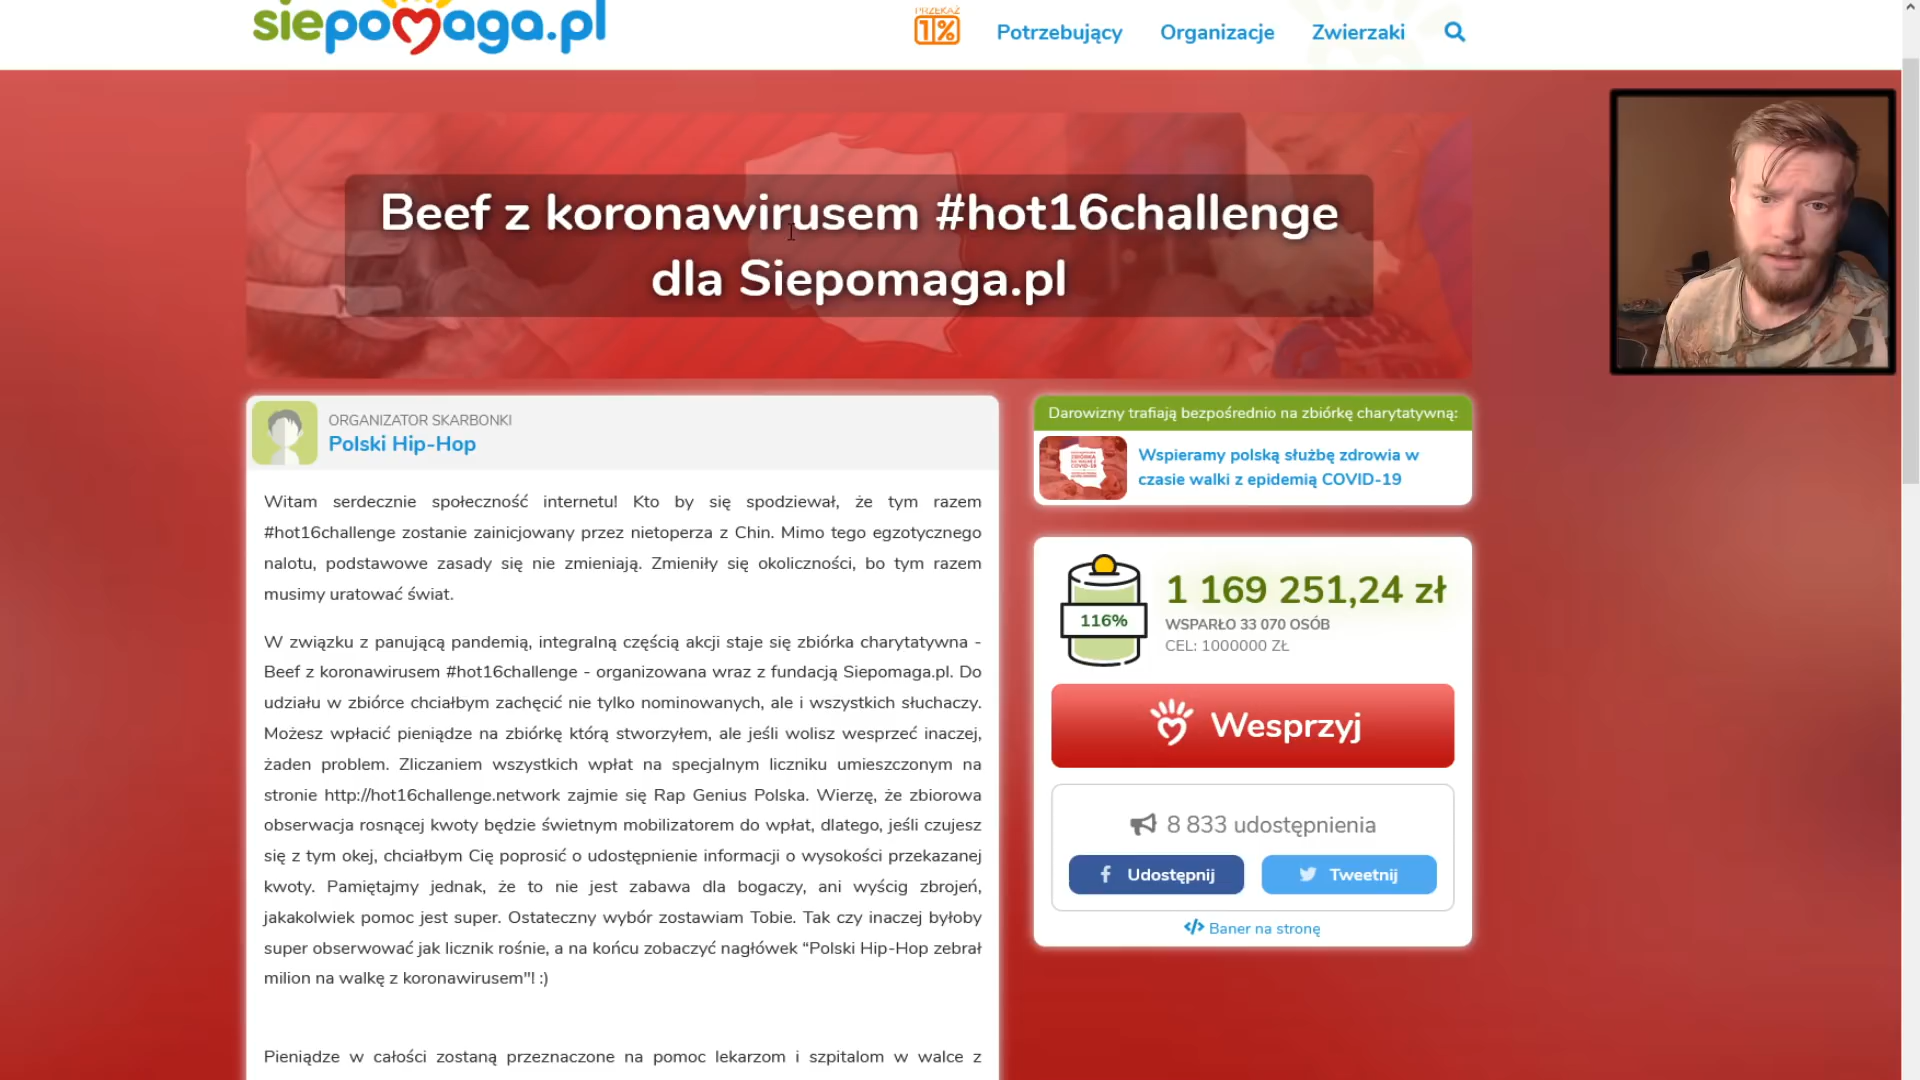 siepomaga.pl
PRZEKAŻ
1%
Potrzebujący
Organizacje
Zwierzaki
Beef z koronawirusem #hot16challenge
dla Siepomaga.pl
ORGANIZATOR SKARBONKI
Polski Hip-Hop
Witam serdecznie społeczność internetu! Kto by się spodziewał, że tym razem
#hot16challenge zostanie zainicjowany przez nietoperza z Chin. Mimo tego egzotycznego
nalotu, podstawowe zasady się nie zmieniają. Zmieniły się okoliczności, bo tym razem
musimy uratować świat.
W związku z panującą pandemią, integralną częścią akcji staje się zbiórka charytatywna -
Beef z koronawirusem #hot16challenge - organizowana wraz z fundacją Siepomaga.pl. Do
udziału w zbiórce chciałbym zachęcić nie tylko nominowanych, ale i wszystkich słuchaczy.
Możesz wpłacić pieniądze na zbiórkę którą stworzyłem, ale jeśli wolisz wesprzeć inaczej,
żaden problem. Zliczaniem wszystkich wpłat na specjalnym liczniku umieszczonym na
stronie http://hot16challenge.network zajmie się Rap Genius Polska. Wierzę, że zbiorowa
obserwacja rosnącej kwoty będzie świetnym mobilizatorem do wpłat, dlatego, jeśli czujesz
się z tym okej, chciałbym Cię poprosić o udostępnienie informacji o wysokości przekazanej
kwoty. Pamiętajmy jednak, że to nie jest zabawa dla bogaczy, ani wyścig zbrojeń,
jakakolwiek pomoc jest super. Ostateczny wybór zostawiam Tobie. Tak czy inaczej byłoby
super obserwować jak licznik rośnie, a na końcu zobaczyć nagłówek “Polski Hip-Hop zebrał
milion na walkę z koronawirusem"! :)
Pieniądze w całości zostaną przeznaczone na pomoc lekarzom i szpitalom w walce z
Darowizny trafiają bezpośrednio na zbiórkę charytatywną:
Wspieramy polską służbę zdrowia w
czasie walki z epidemią COVID-19
116%
1 169 251,24 zł
WSPARŁO 33 070 OSÓB
CEL: 1000000 ZŁ
Wesprzyj
8 833 udostępnienia
Udostępnij
Tweetnij
Baner na stronę